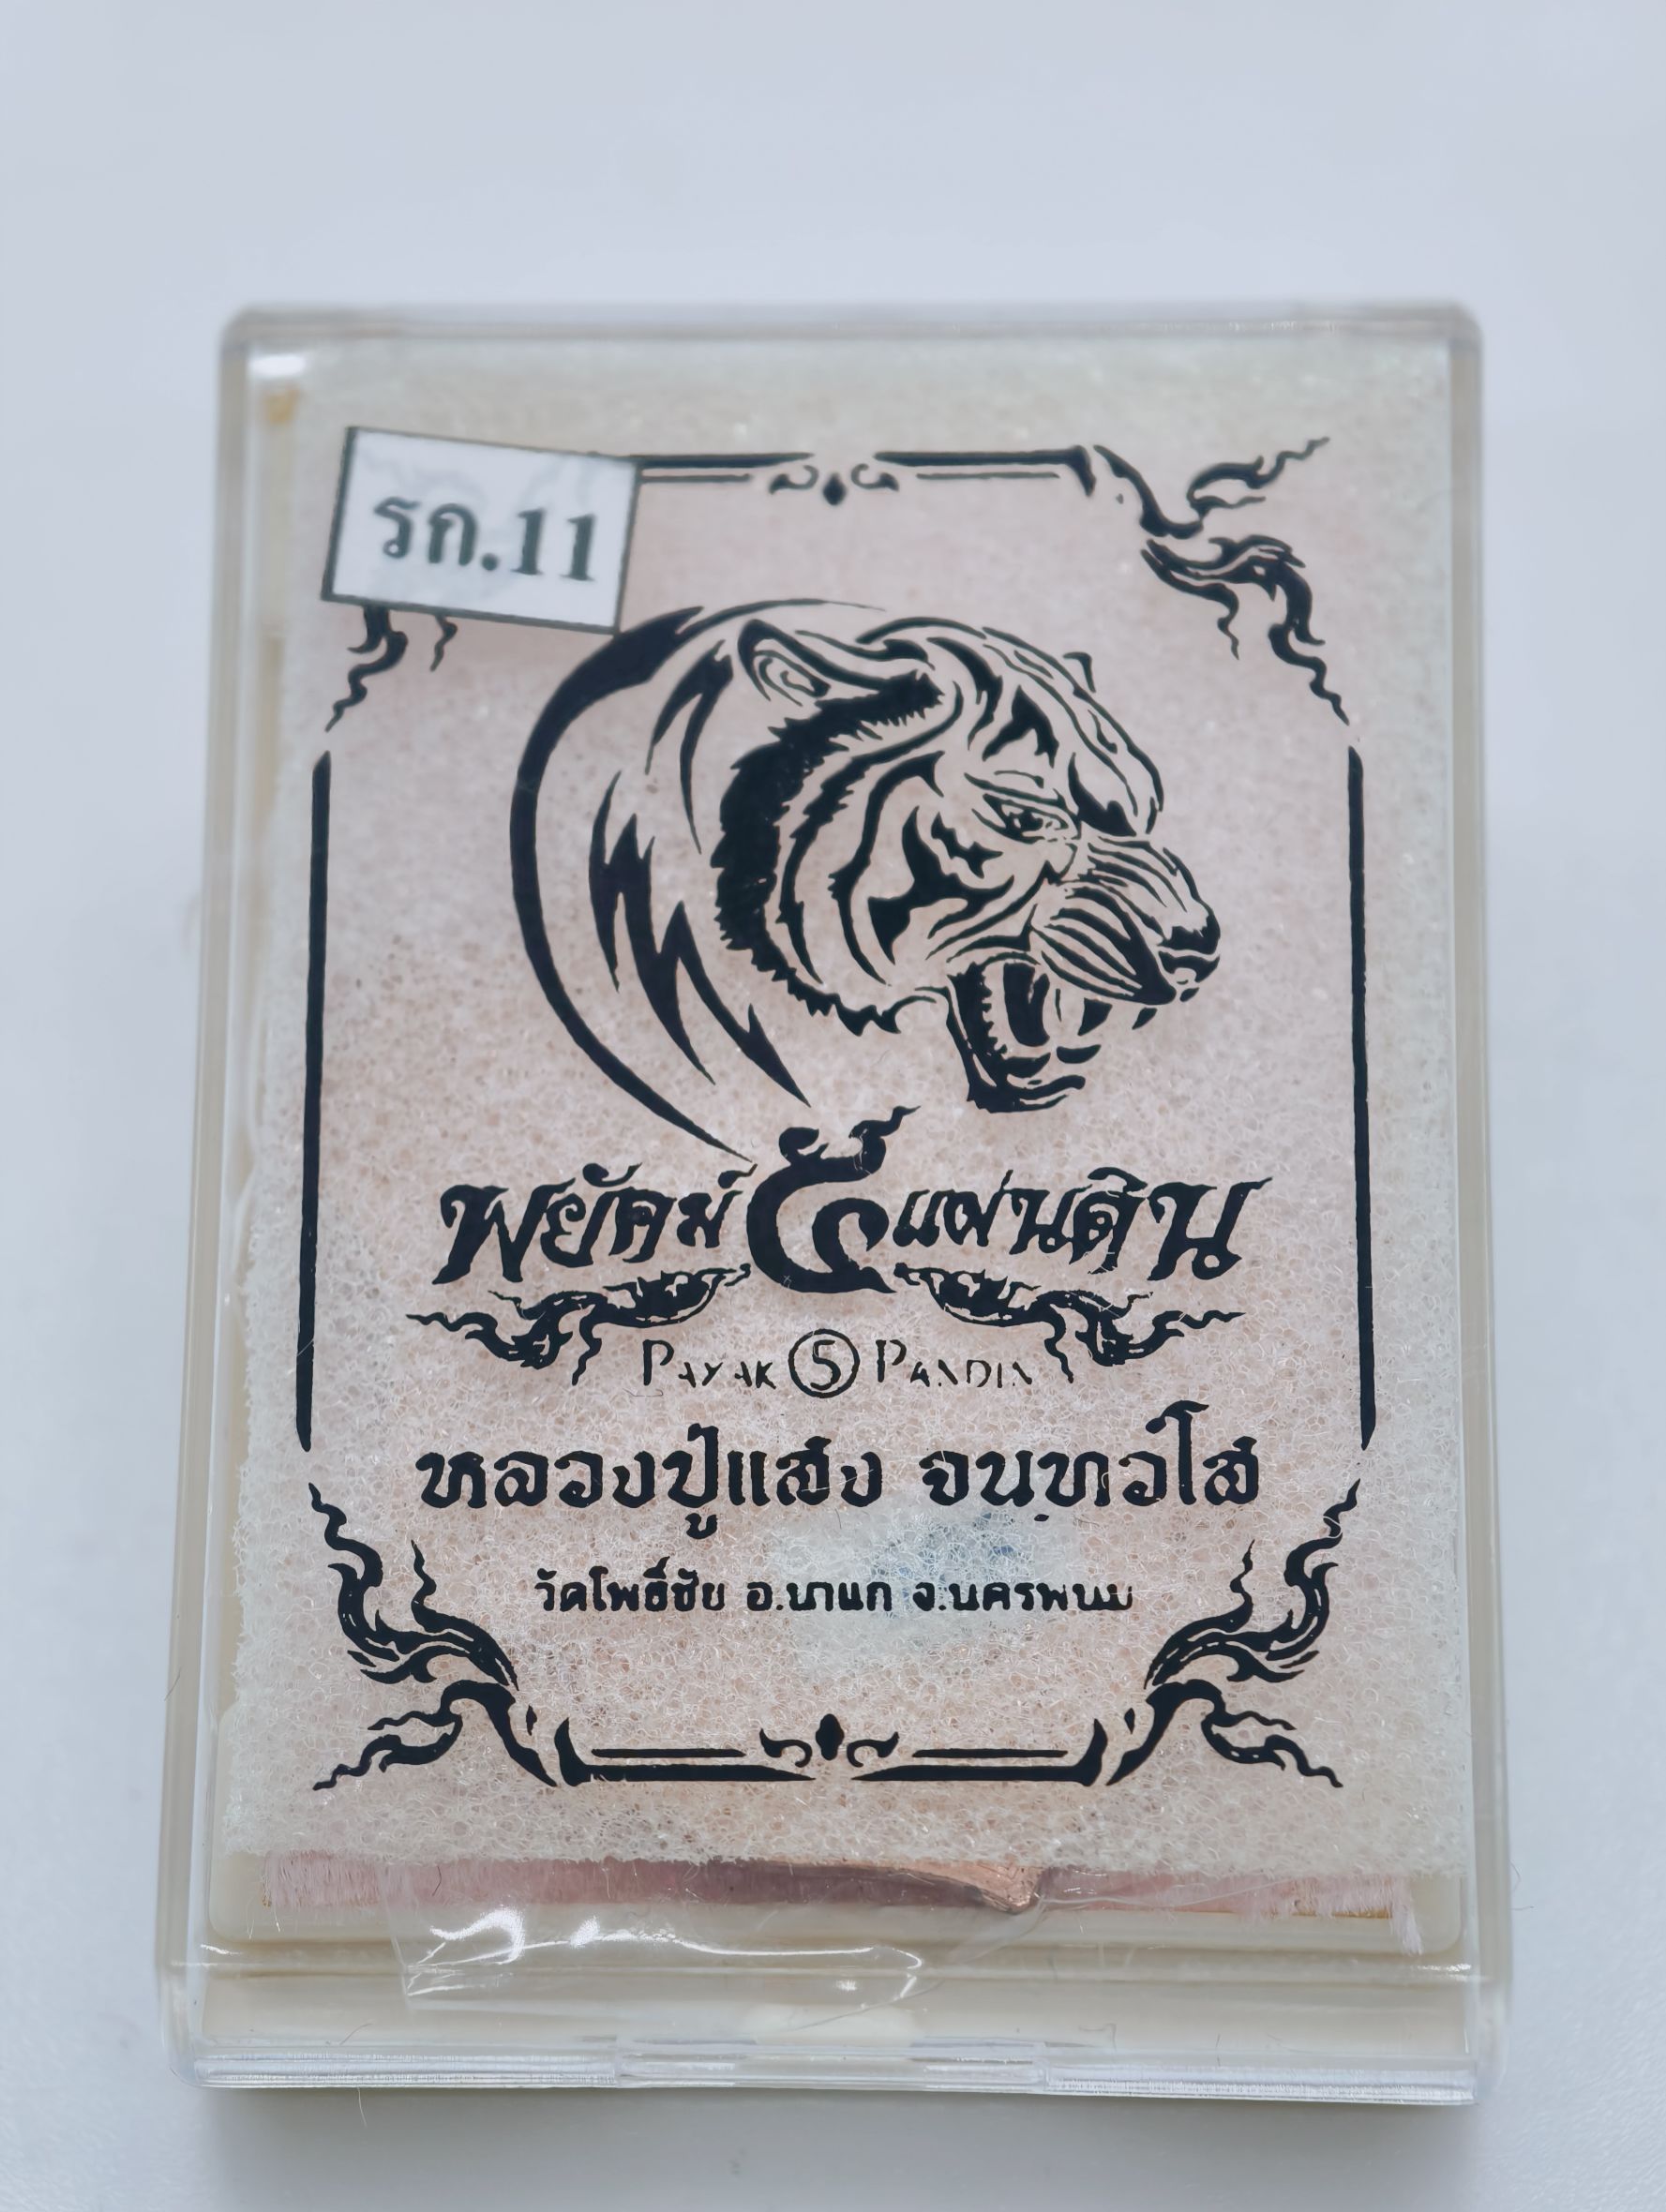 รก.11
พยัคฆ์ ๕ แผ่นดิน
PAYAK 5 PANDIN
หลวงปู่แสง จนฺทวํโส
วัดโพธิ์ชัย อ.นาแก จ.นครพนม